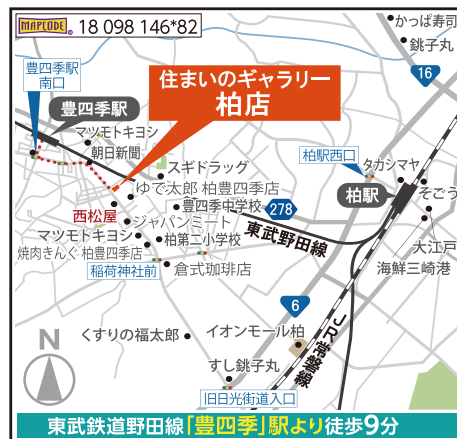 MAPCODE 18 098 146*82
かっぱ寿司
銚子丸
16
豊四季駅
南口
住まいのギャラリー
柏店
豊四季駅
マツモトキヨシ
朝日新聞
スギドラッグ
柏駅西口
タカシマヤ
ゆで太郎 柏豊四季店
柏駅
そごう
西松屋
豊四季中学校
278
ジャパンミート
東武野田線
マツモトキヨシ
柏第二小学校
大江戸
焼肉きんぐ 柏豊四季店
海鮮三崎港
稲荷神社前
倉式珈琲店
6
N
くすりの福太郎
イオンモール柏
JR常磐線
すし銚子丸
旧日光街道入口
東武鉄道野田線「豊四季」駅より徒歩9分